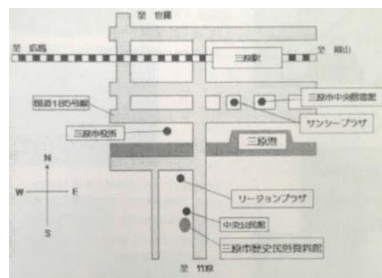 至 世羅
至 広島
三原駅
至 岡山
国道185号線
三原市中央図書館
サンシープラザ
三原市役所
三原港
N
W
E
S
リージョンプラザ
中央公民館
三原市歴史民俗資料館
至 竹原